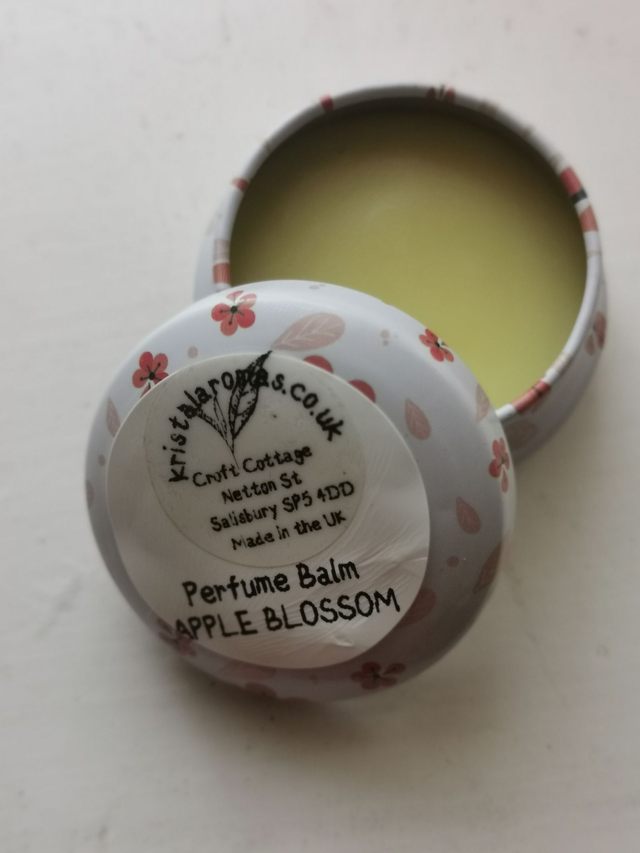 kristalaromas.co.uk
Croft Cottage
Netton St
Salisbury SP5 4DD
Made in the UK
Perfume Balm
APPLE BLOSSOM